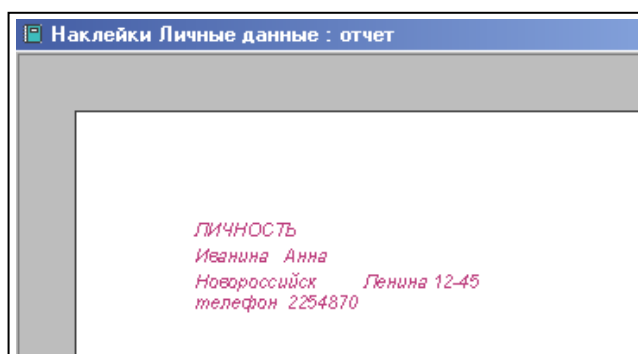 Наклейки Личные данные : отчет
ЛИЧНОСТЬ
Иванина Анна
Новороссийск Ленина 12-45
телефон 2254870